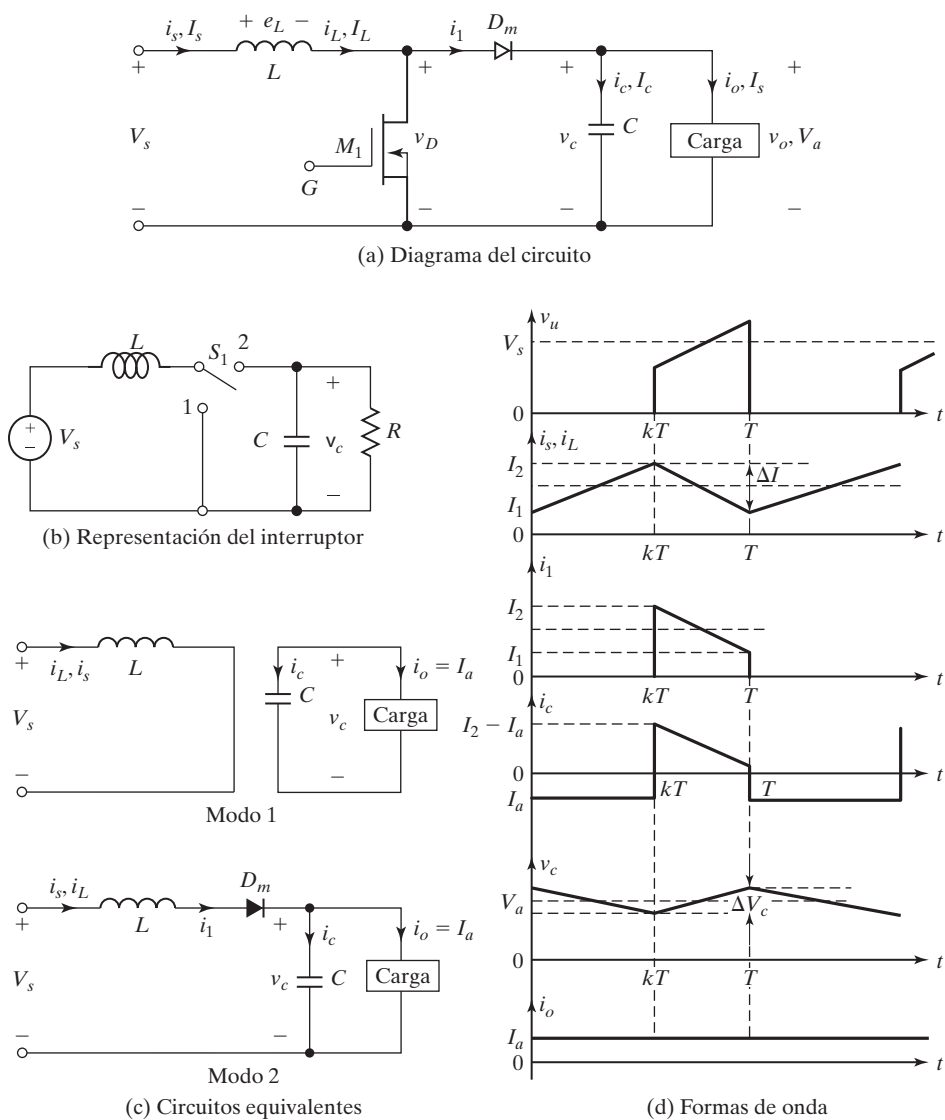 + e_L −
i_s, I_s
i_L, I_L
i_1
D_m
+
L
+
+
i_c, I_c
i_o, I_s
+
V_s
M_1
v_D
v_c
C
Carga
v_o, V_a
G
−
−
−
−
(a) Diagrama del circuito
L
S_1
2
1
+
−
V_s
C
+
v_c
−
R
(b) Representación del interruptor
+
i_L, i_s
L
V_s
−
i_c
C
+
v_c
−
i_o = I_a
Carga
Modo 1
i_s, i_L
+
L
i_1
D_m
+
i_c
i_o = I_a
V_s
v_c
C
Carga
−
−
Modo 2
(c) Circuitos equivalentes
v_u
V_s
0
kT
T
t
i_s, i_L
I_2
ΔI
I_1
0
kT
T
t
i_1
I_2
I_1
0
kT
T
t
i_c
I_2 − I_a
0
kT
T
t
I_a
v_c
V_a
ΔV_c
0
kT
T
t
i_o
I_a
0
t
(d) Formas de onda